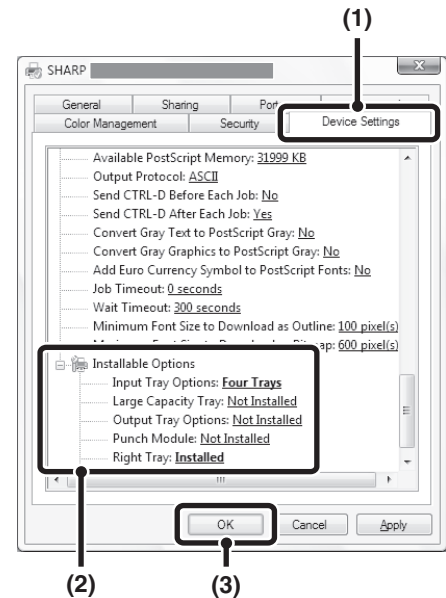 (1)
SHARP
General Sharing
Color Management Security Device Settings
Available PostScript Memory: 31999 KB
Output Protocol: ASCII
Send CTRL-D Before Each Job: No
Send CTRL-D After Each Job: Yes
Convert Gray Text to PostScript Gray: No
Convert Gray Graphics to PostScript Gray: No
Add Euro Currency Symbol to PostScript Fonts: No
Job Timeout: 0 seconds
Wait Timeout: 300 seconds
Minimum Font Size to Download as Outline: 100 pixel(s)
600 pixel(s)
Installable Options
Input Tray Options: Four Trays
Large Capacity Tray: Not Installed
Output Tray Options: Not Installed
Punch Module: Not Installed
Right Tray: Installed
OK Cancel Apply
(2) (3)